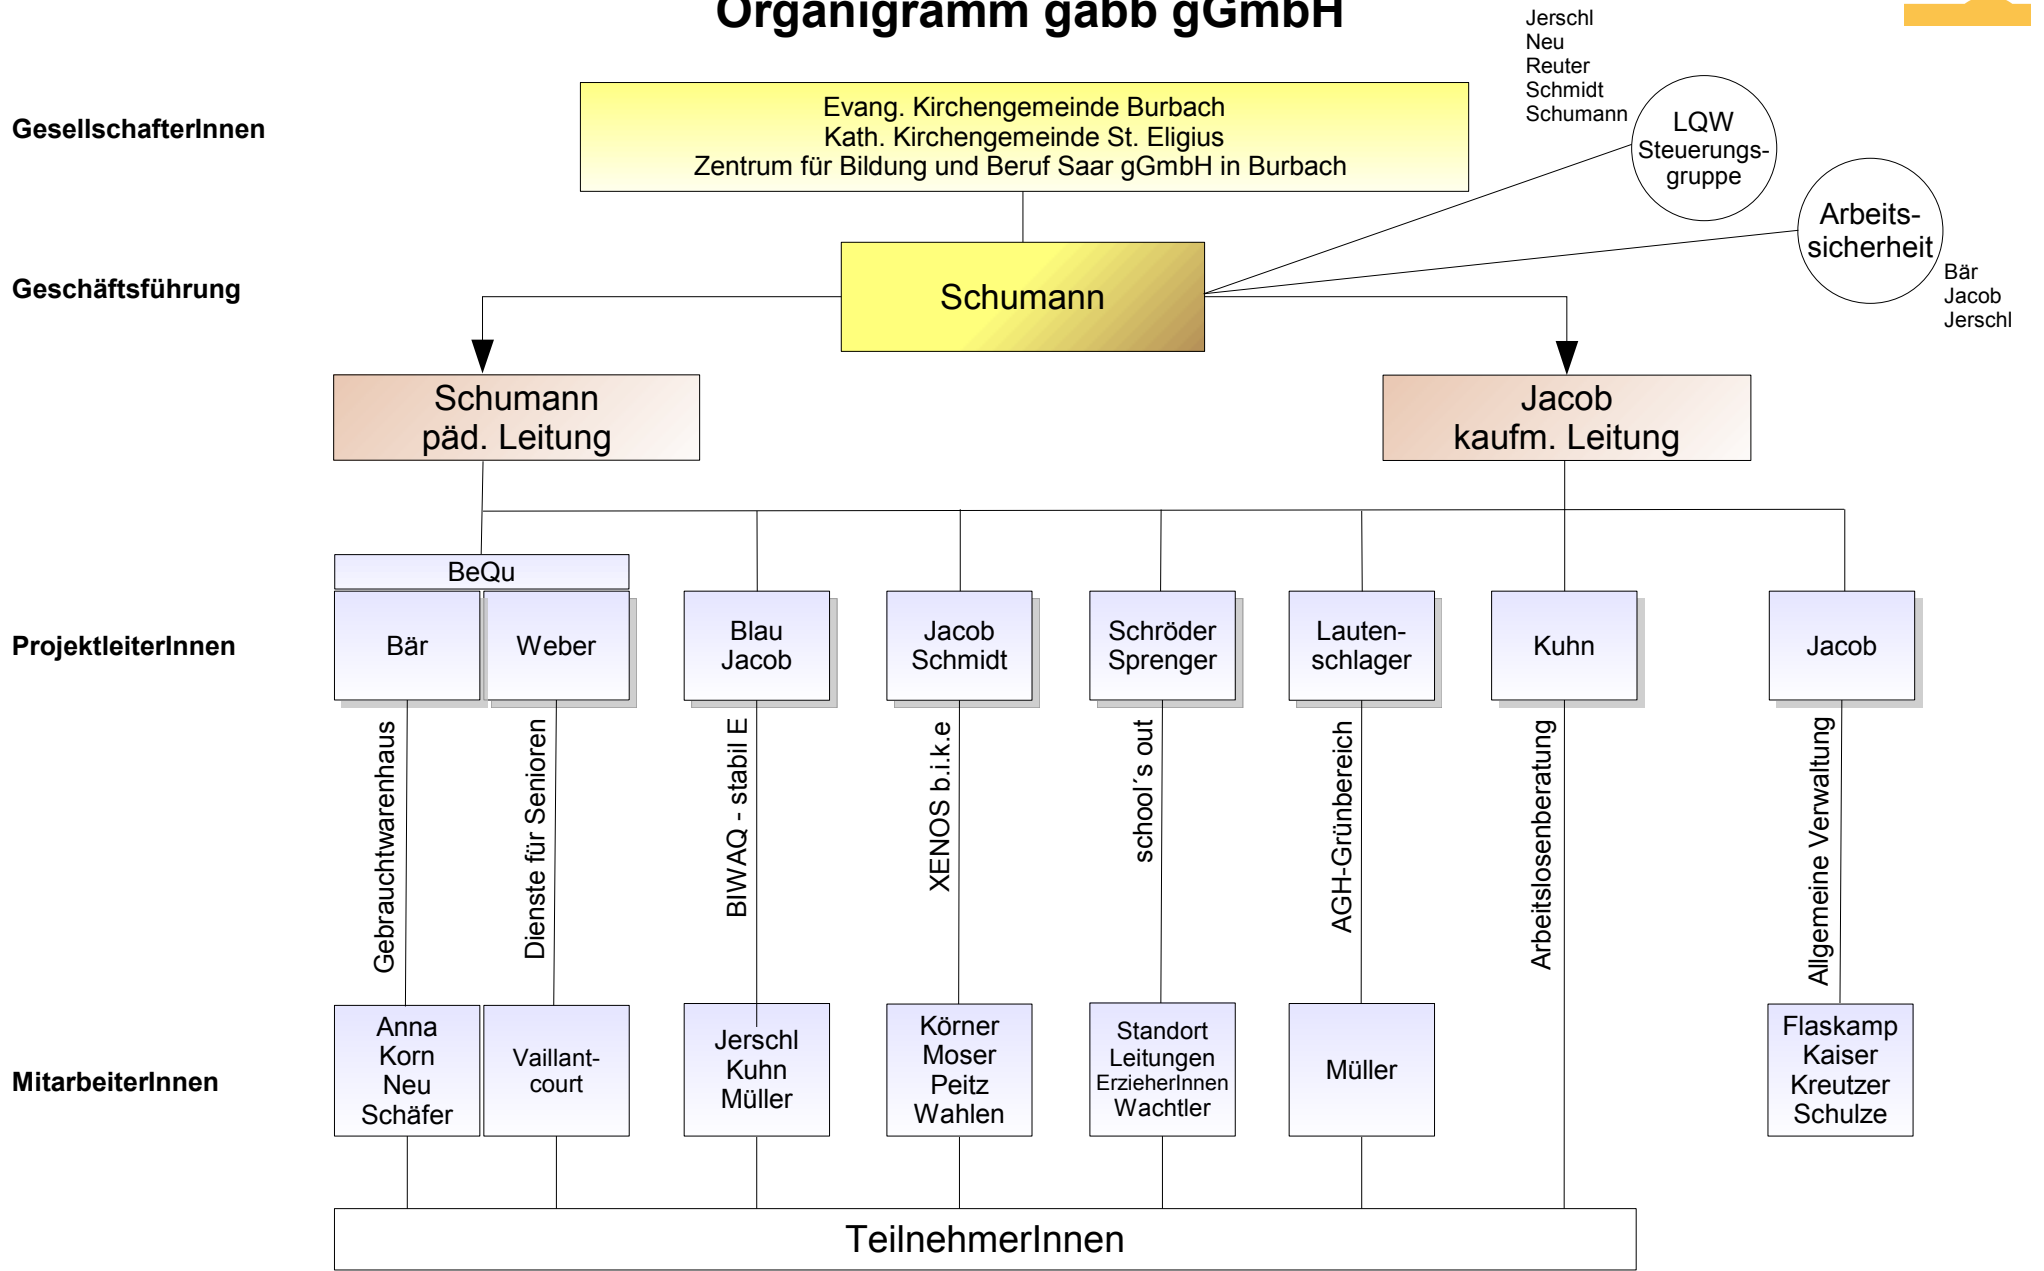 Organigramm gabb gGmbH
Jerschl
Neu
Reuter
Schmidt
Schumann
LQW
Steuerungs-
gruppe
GesellschafterInnen
Evang. Kirchengemeinde Burbach
Kath. Kirchengemeinde St. Eligius
Zentrum für Bildung und Beruf Saar gGmbH in Burbach
Arbeits-
sicherheit
Bär
Jacob
Jerschl
Geschäftsführung
Schumann
Schumann
päd. Leitung
Jacob
kaufm. Leitung
BeQu
ProjektleiterInnen
Bär
Weber
Blau
Jacob
Jacob
Schmidt
Schröder
Sprenger
Lauten-
schlager
Kuhn
Jacob
Gebrauchtwarenhaus
Dienste für Senioren
BIWAQ - stabil E
XENOS b.i.k.e
school´s out
AGH-Grünbereich
Arbeitslosenberatung
Allgemeine Verwaltung
MitarbeiterInnen
Anna
Korn
Neu
Schäfer
Vaillant-
court
Jerschl
Kuhn
Müller
Körner
Moser
Peitz
Wahlen
Standort
Leitungen
ErzieherInnen
Wachtler
Müller
Flaskamp
Kaiser
Kreutzer
Schulze
TeilnehmerInnen